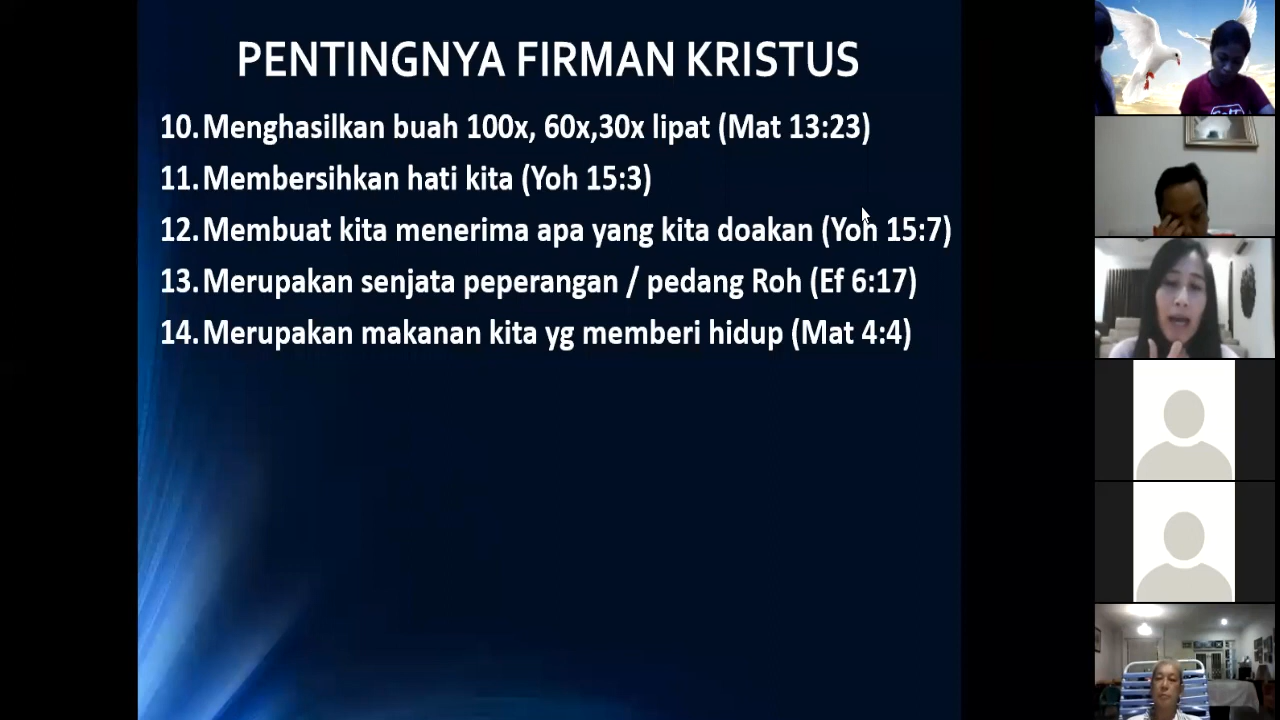 PENTINGNYA FIRMAN KRISTUS
10. Menghasilkan buah 100x, 60x,30x lipat (Mat 13:23)
11. Membersihkan hati kita (Yoh 15:3)
12. Membuat kita menerima apa yang kita doakan (Yoh 15:7)
13. Merupakan senjata peperangan / pedang Roh (Ef 6:17)
14. Merupakan makanan kita yg memberi hidup (Mat 4:4)